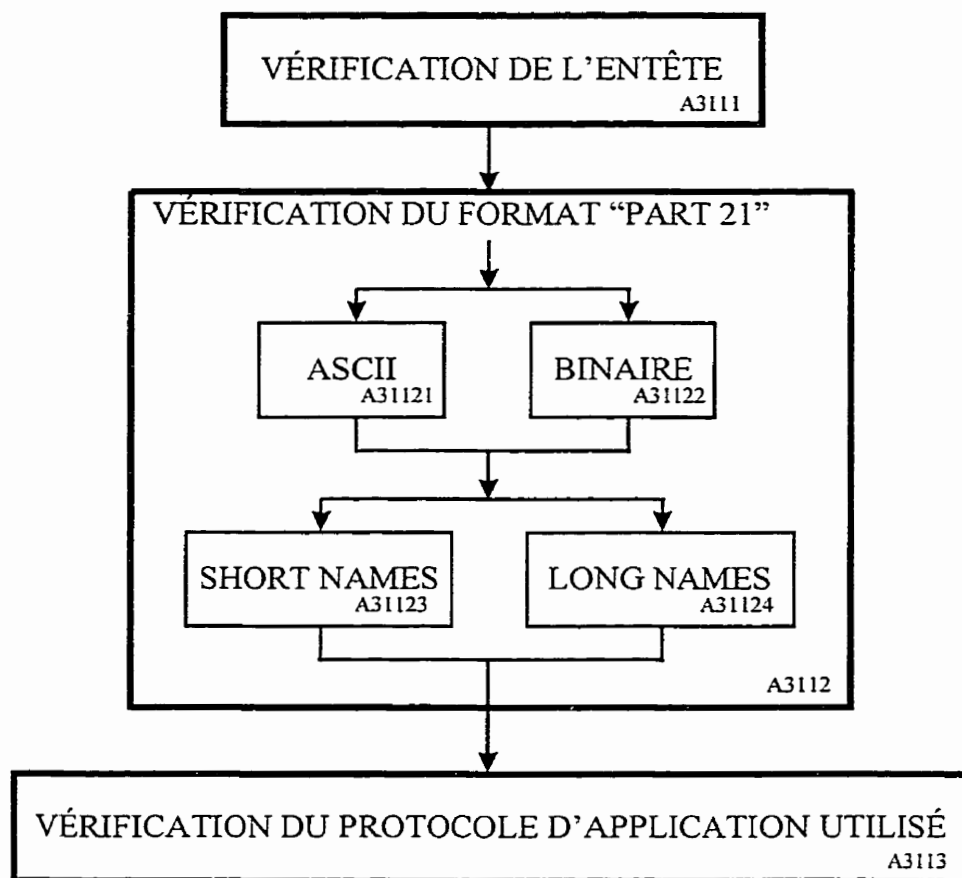 VÉRIFICATION DE L'ENTÊTE
A3111
VÉRIFICATION DU FORMAT “PART 21”
ASCII
A31121
BINAIRE
A31122
SHORT NAMES
A31123
LONG NAMES
A31124
A3112
VÉRIFICATION DU PROTOCOLE D'APPLICATION UTILISÉ
A3113